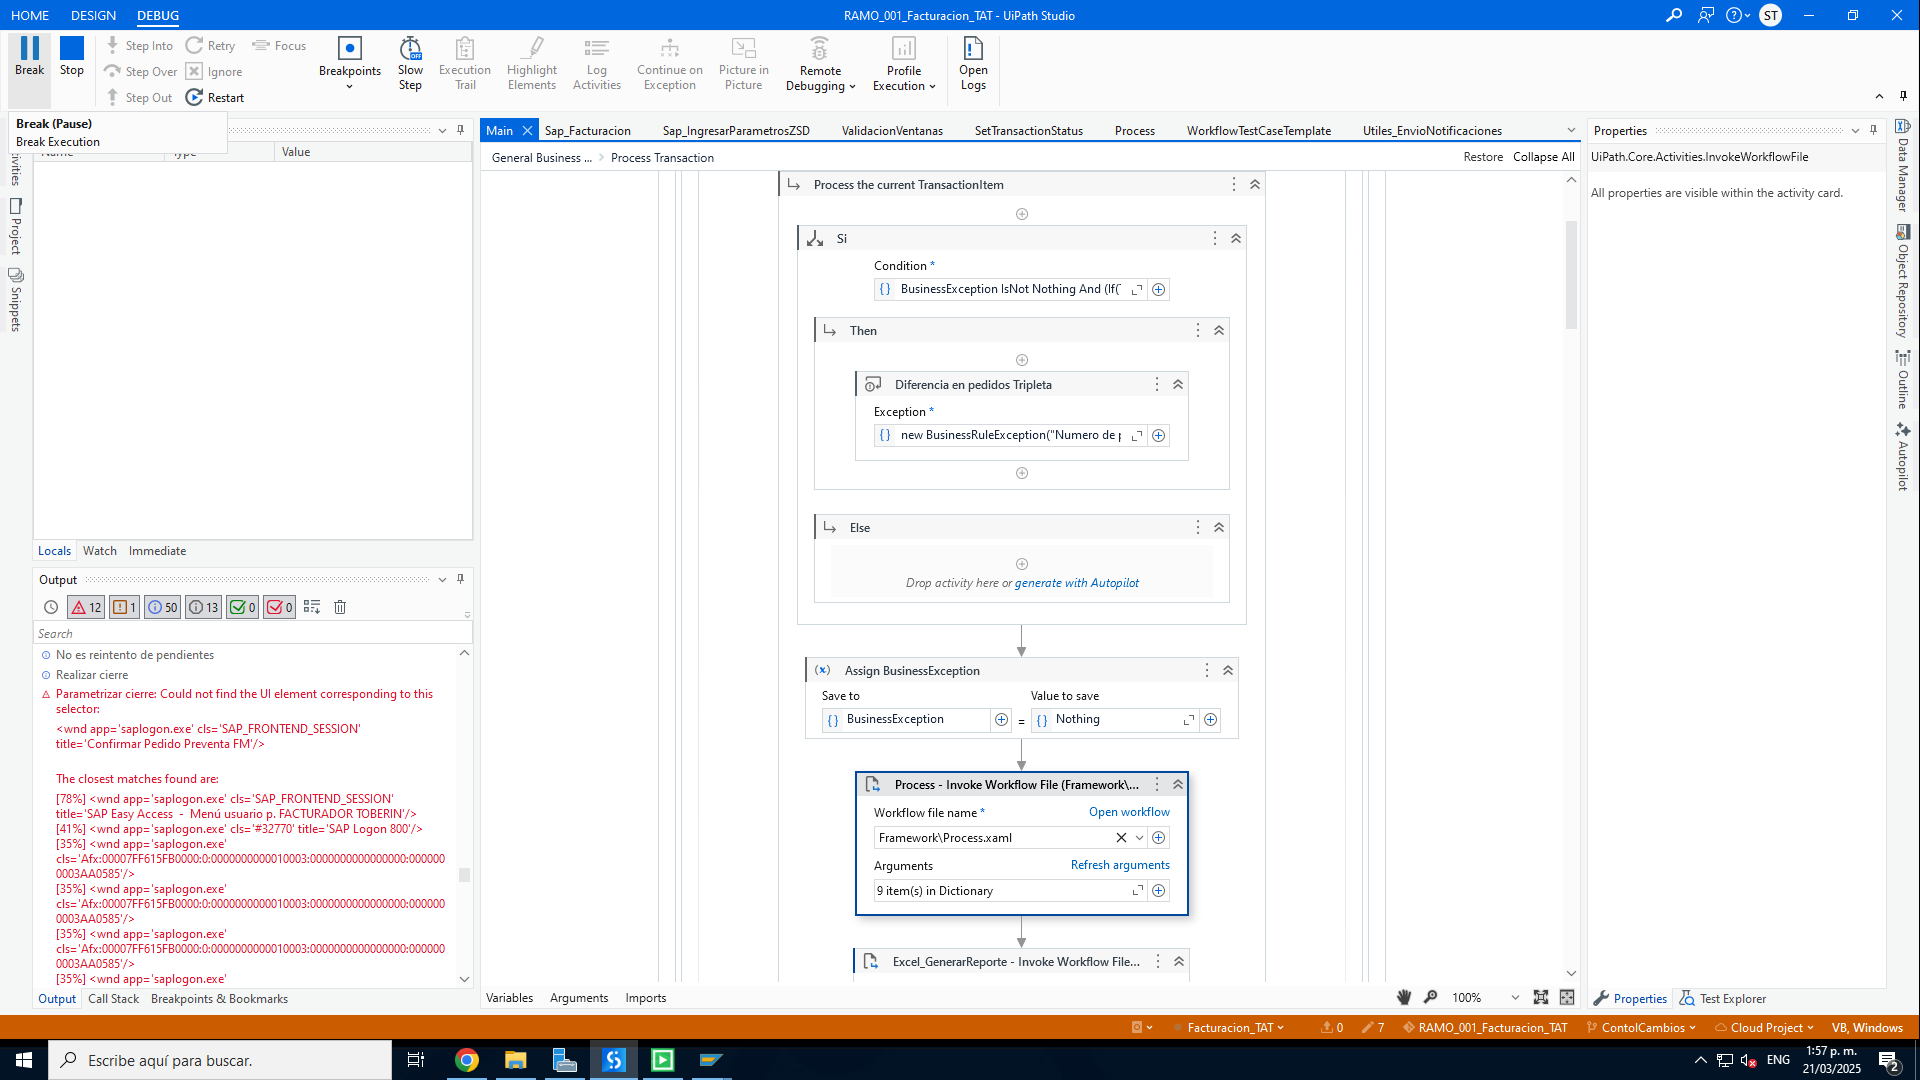 HOME DESIGN DEBUG
RAMO_001_Facturacion_TAT - UiPath Studio
ST
Break
Stop
Step Into
Step Over
Step Out
Retry
Ignore
Restart
Focus
Breakpoints
Slow Step
Execution Trail
Highlight Elements
Log Activities
Continue on Exception
Picture in Picture
Remote Debugging
Profile Execution
Open Logs
Break (Pause)
Break Execution
Value
Project
Snippets
Locals Watch Immediate
Output
12 1 50 13 0 0
Search
No es reintento de pendientes
Realizar cierre
Parametrizar cierre: Could not find the UI element corresponding to this
selector:
<wnd app='saplogon.exe' cls='SAP_FRONTEND_SESSION'
title='Confirmar Pedido Preventa FM'/>
The closest matches found are:
[78%] <wnd app='saplogon.exe' cls='SAP_FRONTEND_SESSION'
title='SAP Easy Access  -  Menú usuario p. FACTURADOR TOBERIN'/>
[41%] <wnd app='saplogon.exe' cls='#32770' title='SAP Logon 800'/>
[35%] <wnd app='saplogon.exe'
cls='Afx:00007FF615FB0000:0:0000000000010003:0000000000000000:000000
0003AA0585'/>
[35%] <wnd app='saplogon.exe'
cls='Afx:00007FF615FB0000:0:0000000000010003:0000000000000000:000000
0003AA0585'/>
[35%] <wnd app='saplogon.exe'
cls='Afx:00007FF615FB0000:0:0000000000010003:0000000000000000:000000
0003AA0585'/>
[35%] <wnd app='saplogon.exe'
Output Call Stack Breakpoints & Bookmarks
Main Sap_Facturacion Sap_IngresarParametrosZSD ValidacionVentanas SetTransactionStatus Process WorkflowTestCaseTemplate Utiles_EnvioNotificaciones
General Business ... > Process Transaction
Restore Collapse All
Process the current TransactionItem
Si
Condition *
BusinessException IsNot Nothing And (If(
Then
Diferencia en pedidos Tripleta
Exception *
new BusinessRuleException("Numero de p
Else
Drop activity here or generate with Autopilot
Assign BusinessException
Save to
Value to save
BusinessException
=
Nothing
Process - Invoke Workflow File (Framework\...
Workflow file name *
Open workflow
Framework\Process.xaml
Arguments
Refresh arguments
9 item(s) in Dictionary
Excel_GenerarReporte - Invoke Workflow File...
Variables Arguments Imports
100%
Properties
UiPath.Core.Activities.InvokeWorkflowFile
All properties are visible within the activity card.
Properties Test Explorer
Data Manager
Object Repository
Outline
Autopilot
Facturacion_TAT
0
7
RAMO_001_Facturacion_TAT
ContolCambios
Cloud Project
VB, Windows
Escribe aquí para buscar.
ENG
1:57 p. m.
21/03/2025
2